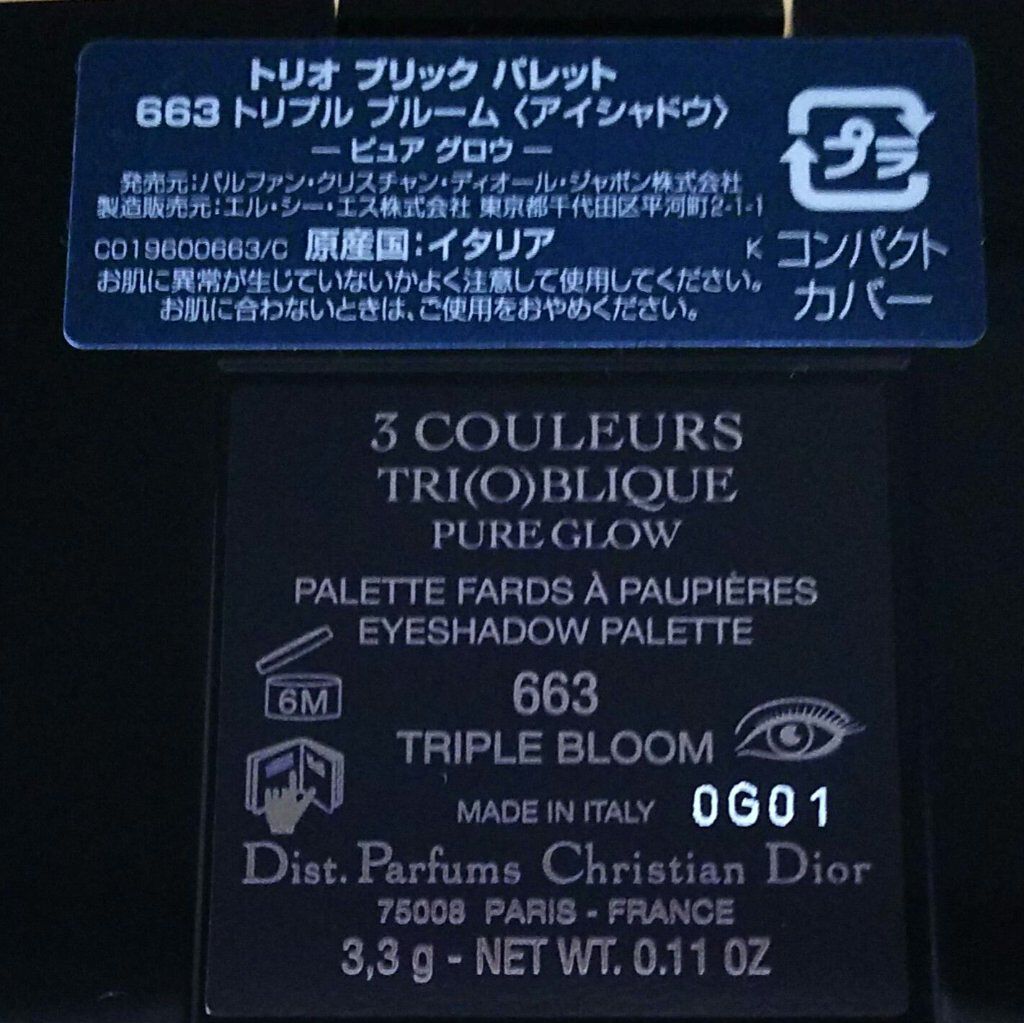 トリオ ブリック パレット
663 トリプル ブルーム〈アイシャドウ〉
― ピュア グロウ ―
発売元:パルファン・クリスチャン・ディオール・ジャポン株式会社
製造販売元:エル・シー・エス株式会社 東京都千代田区平河町2-1-1
C019600663/C 原産国:イタリア
お肌に異常が生じていないかよく注意して使用してください。
お肌に合わないときは、ご使用をおやめください。
プラ
K コンパクト
カバー
3 COULEURS
TRI(O)BLIQUE
PURE GLOW
PALETTE FARDS À PAUPIÈRES
EYESHADOW PALETTE
6M
663
TRIPLE BLOOM
MADE IN ITALY 0G01
Dist. Parfums Christian Dior
75008 PARIS - FRANCE
3,3 g - NET WT. 0.11 OZ